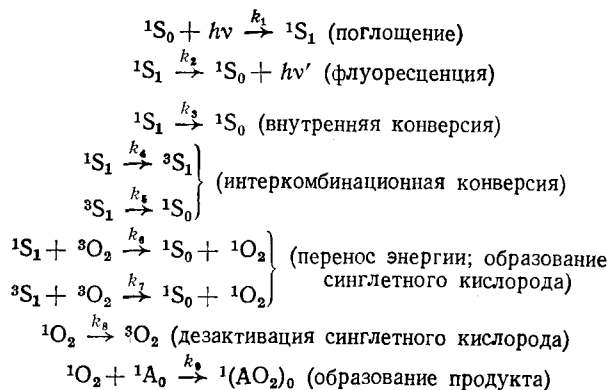 ¹S₀ + hν —k₁→ ¹S₁ (поглощение)
¹S₁ —k₂→ ¹S₀ + hν′ (флуоресценция)
¹S₁ —k₃→ ¹S₀ (внутренняя конверсия)
¹S₁ —k₄→ ³S₁
(интеркомбинационная конверсия)
³S₁ —k₅→ ¹S₀
¹S₁ + ³O₂ —k₆→ ¹S₀ + ¹O₂
(перенос энергии; образование
синглетного кислорода)
³S₁ + ³O₂ —k₇→ ¹S₀ + ¹O₂
¹O₂ —k₈→ ³O₂ (дезактивация синглетного кислорода)
¹O₂ + ¹A₀ —k₉→ ¹(AO₂)₀ (образование продукта)